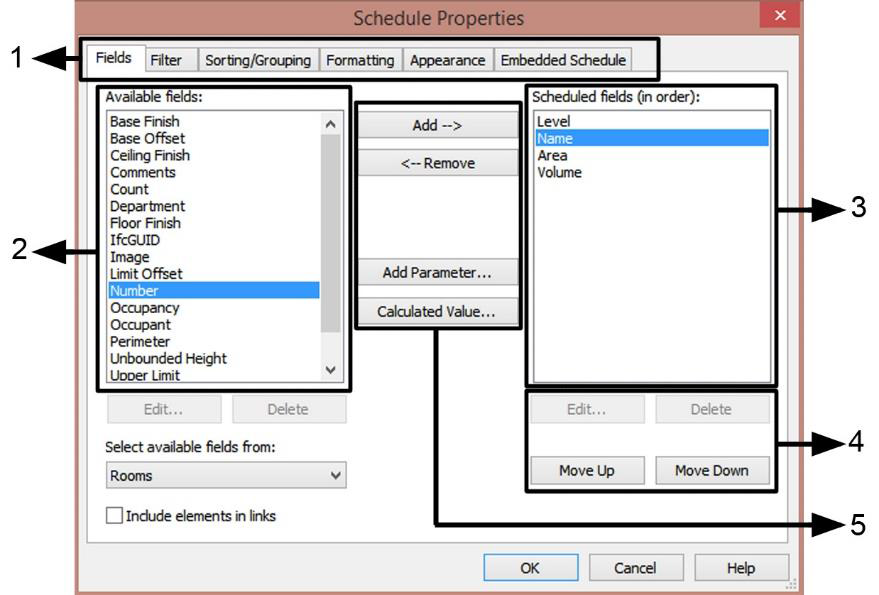 Schedule Properties
×
1
Fields Filter Sorting/Grouping Formatting Appearance Embedded Schedule
Available fields:
Base Finish
Base Offset
Ceiling Finish
Comments
Count
Department
Floor Finish
IfcGUID
Image
Limit Offset
Number
Occupancy
Occupant
Perimeter
Unbounded Height
Upper Limit
2
Edit... Delete
Select available fields from:
Rooms
Include elements in links
Add -->
<-- Remove
Add Parameter...
Calculated Value...
Scheduled fields (in order):
Level
Name
Area
Volume
3
Edit... Delete
4
Move Up Move Down
5
OK Cancel Help